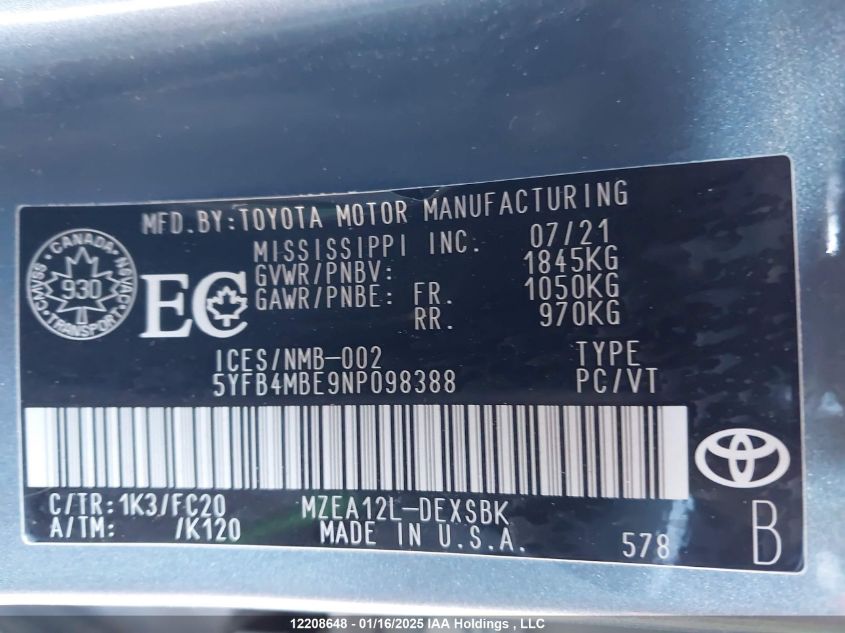 MFD.BY:TOYOTA MOTOR MANUFACTURING
MISSISSIPPI INC. 07/21
GVWR/PNBV: 1845KG
GAWR/PNBE: FR. 1050KG
RR. 970KG
CANADA
CMVSS
930
NSVAC
TRANSPORT
EC
ICES/NMB-002 TYPE
5YFB4MBE9NP098388 PC/VT
C/TR:1K3/FC20 MZEA12L-DEXSBK
A/TM: /K120 MADE IN U.S.A. 578 B
12208648 - 01/16/2025 IAA Holdings , LLC